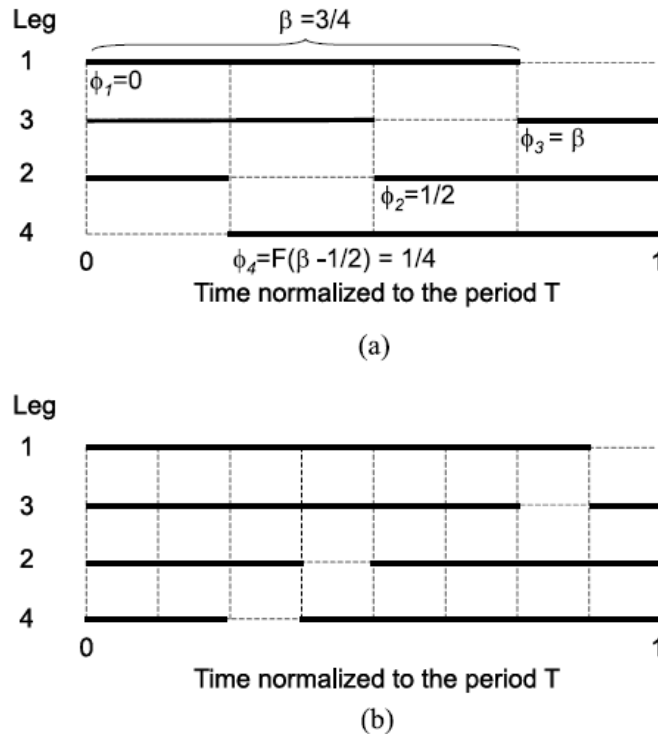 Leg
β =3/4
1
ϕ1=0
3
ϕ3 = β
2
ϕ2=1/2
4
0
ϕ4=F(β -1/2) = 1/4
1
Time normalized to the period T
(a)
Leg
1
3
2
4
0
1
Time normalized to the period T
(b)